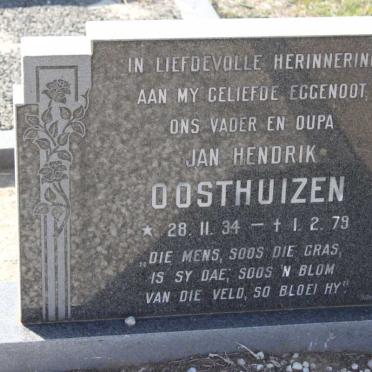 IN LIEFDEVOLLE HERINNERING
AAN MY GELIEFDE EGGENOOT,
ONS VADER EN OUPA
JAN HENDRIK
OOSTHUIZEN
★ 28. 11. 34 — † 1. 2. 79
„DIE MENS, SOOS DIE GRAS,
IS SY DAE; SOOS 'N BLOM
VAN DIE VELD, SO BLOEI HY"